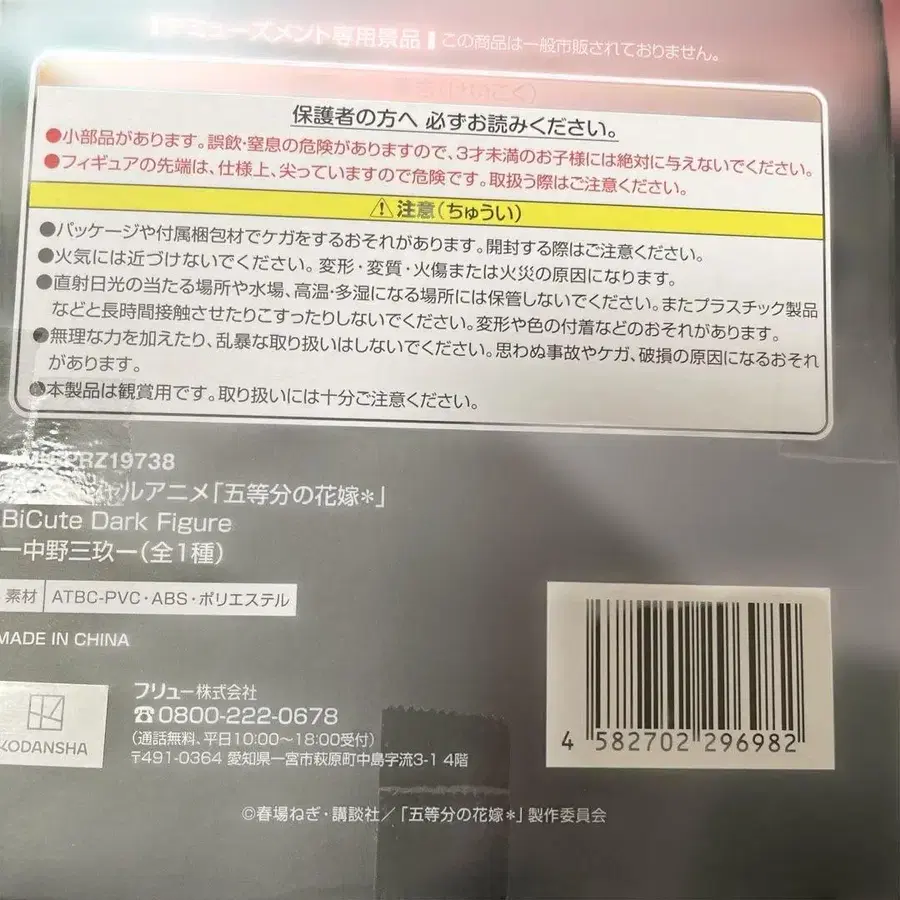 ミューズメント専用景品 この商品は一般市販されておりません。
保護者の方へ 必ずお読みください。
●小部品があります。誤飲・窒息の危険がありますので、3才未満のお子様には絶対に与えないでください。
●フィギュアの先端は、仕様上、尖っていますので危険です。取扱う際はご注意ください。
⚠注意(ちゅうい)
●パッケージや付属梱包材でケガをするおそれがあります。開封する際はご注意ください。
●火気には近づけないでください。変形・変質・火傷または火災の原因になります。
●直射日光の当たる場所や水場、高温・多湿になる場所には保管しないでください。またプラスチック製品
などと長時間接触させたりこすったりしないでください。変形や色の付着などのおそれがあります。
●無理な力を加えたり、乱暴な取り扱いはしないでください。思わぬ事故やケガ、破損の原因になるおそれ
があります。
●本製品は観賞用です。取り扱いには十分ご注意ください。
PRZ19738
ャルアニメ「五等分の花嫁＊」
BiCute Dark Figure
ー中野三玖ー(全1種)
素材 ATBC-PVC・ABS・ポリエステル
MADE IN CHINA
KODANSHA
フリュー株式会社
☎0800-222-0678
(通話無料、平日10:00〜18:00受付)
〒491-0364 愛知県一宮市萩原町中島字流3-1 4階
4 582702 296982
©春場ねぎ・講談社／「五等分の花嫁＊」製作委員会